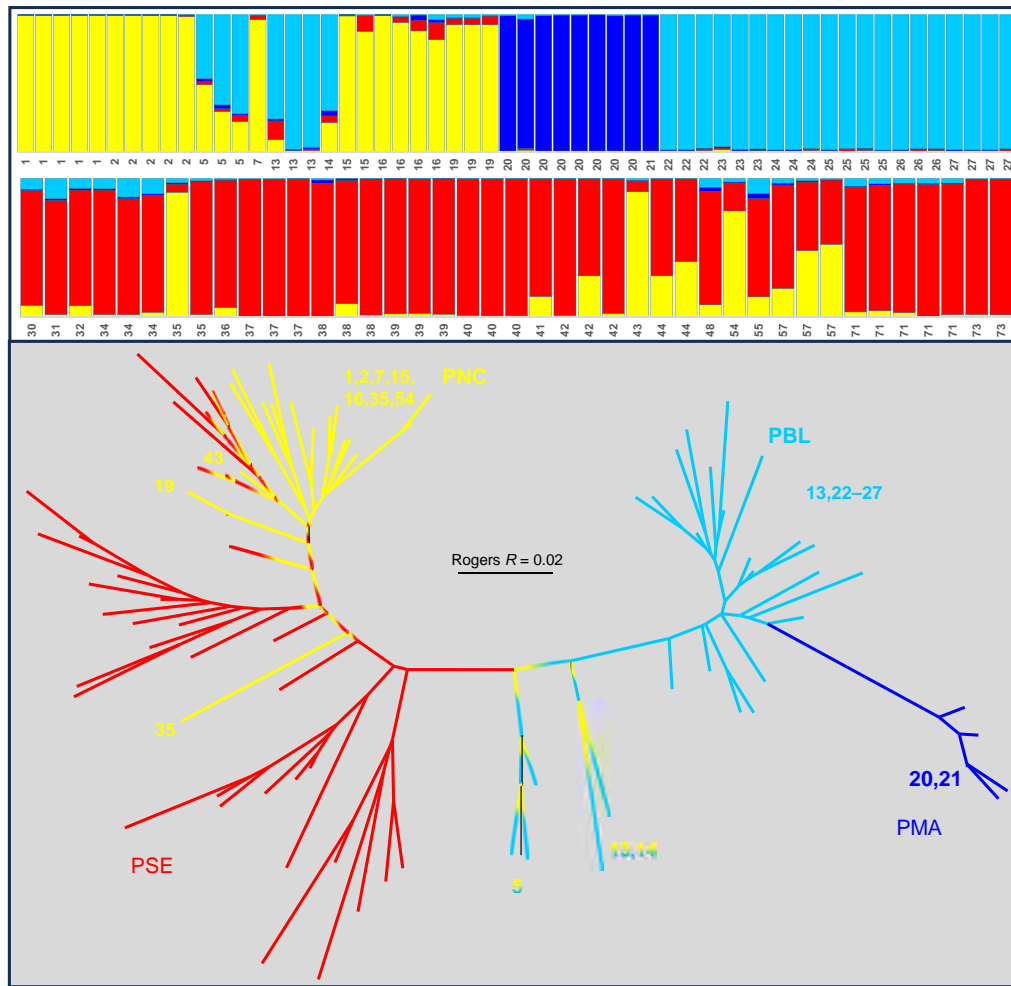 1 1 1 1 1 2 2 2 2 2 5 5 5 7 13 13 13 14 15 15 16 16 16 16 19 19 19 20 20 20 20 20 20 20 20 21 22 22 22 23 23 23 24 24 24 25 25 25 25 26 26 26 27 27 27 27
30 31 32 34 34 34 35 35 36 37 37 37 38 38 38 39 39 39 40 40 40 41 42 42 42 43 44 44 48 54 55 57 57 57 71 71 71 71 71 73 73
1,2,7,15,
16,35,54
PNC
43
19
PBL
13,22–27
Rogers R = 0.02
35
20,21
PMA
PSE
13,14
5